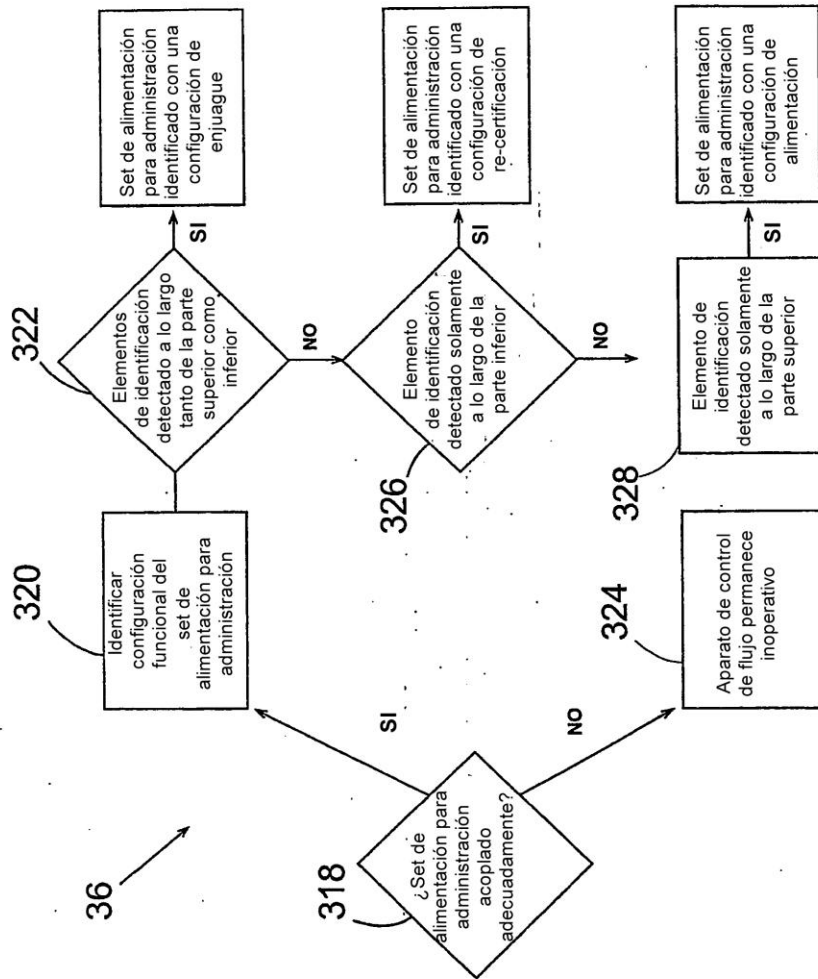 36
318
¿Set de
alimentación para
administración
acoplado
adecuadamente?
SI
NO
320
Identificar
configuración
funcional del
set de
alimentación para
administración
324
Aparato de control
de flujo permanece
inoperativo
322
Elementos
de identificación
detectado a lo largo
tanto de la parte
superior como
inferior
SI
Set de alimentación
para administración
identificado con una
configuración de
enjuague
NO
326
Elemento
de identificación
detectado solamente
a lo largo de la
parte inferior
SI
Set de alimentación
para administración
identificado con una
configuración de
re-certificación
NO
328
Elemento de
identificación
detectado solamente
a lo largo de la
parte superior
SI
Set de alimentación
para administración
identificado con una
configuración de
alimentación